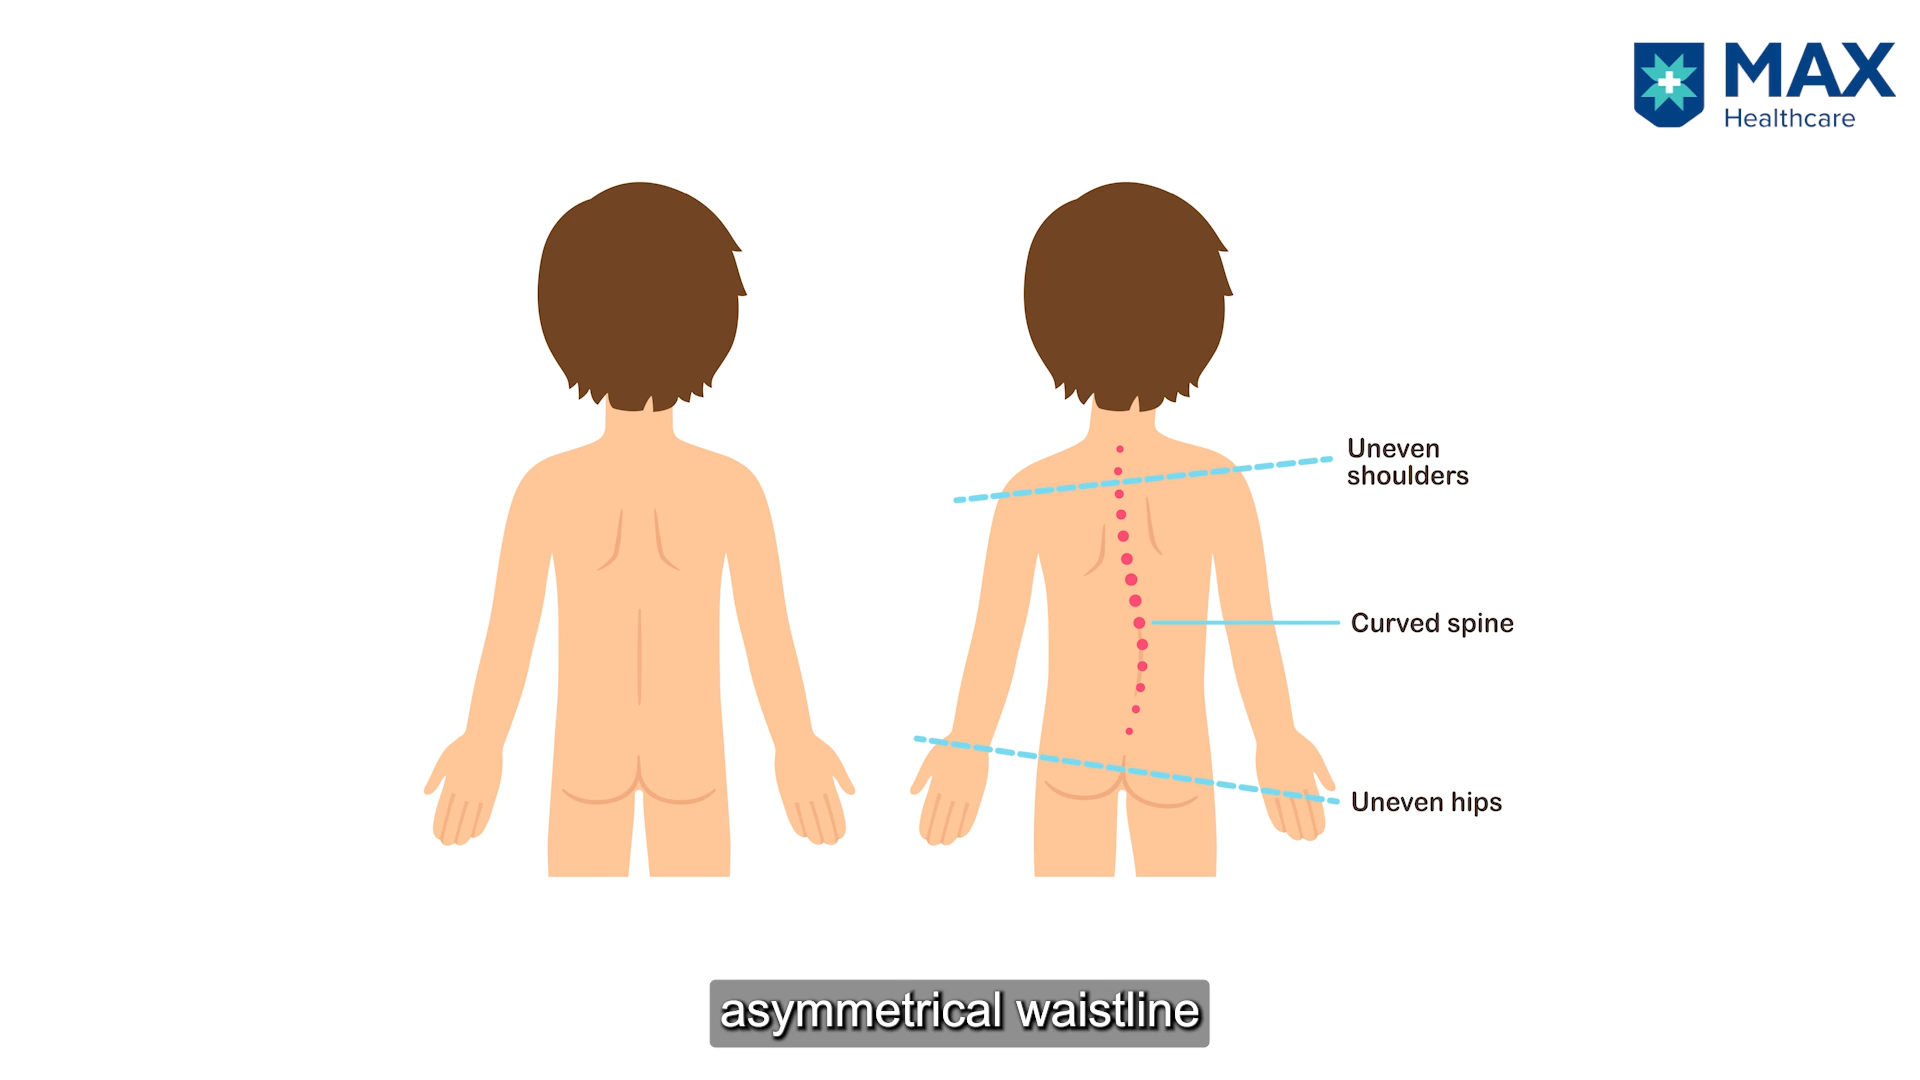 MAX
Healthcare
Uneven
shoulders
Curved spine
Uneven hips
asymmetrical waistline